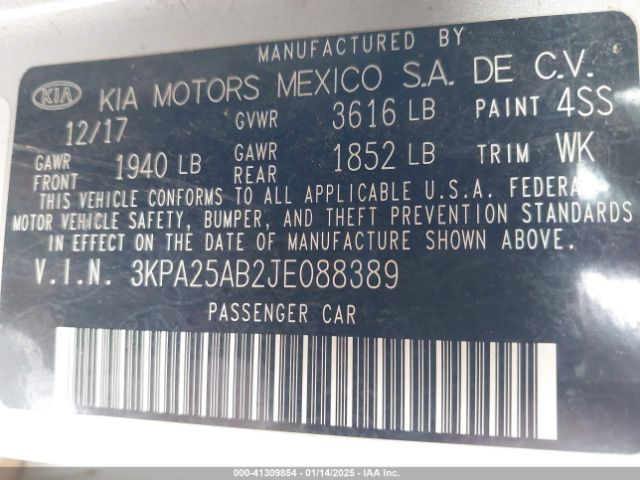 MANUFACTURED BY
KIA KIA MOTORS MEXICO S.A. DE C.V.
12/17 GVWR 3616 LB PAINT 4SS
GAWR FRONT 1940 LB GAWR REAR 1852 LB TRIM WK
THIS VEHICLE CONFORMS TO ALL APPLICABLE U.S.A. FEDERAL
MOTOR VEHICLE SAFETY, BUMPER, AND THEFT PREVENTION STANDARDS
IN EFFECT ON THE DATE OF MANUFACTURE SHOWN ABOVE.
V.I.N. 3KPA25AB2JE088389
PASSENGER CAR
000-41309854 - 01/14/2025 - IAA Inc.